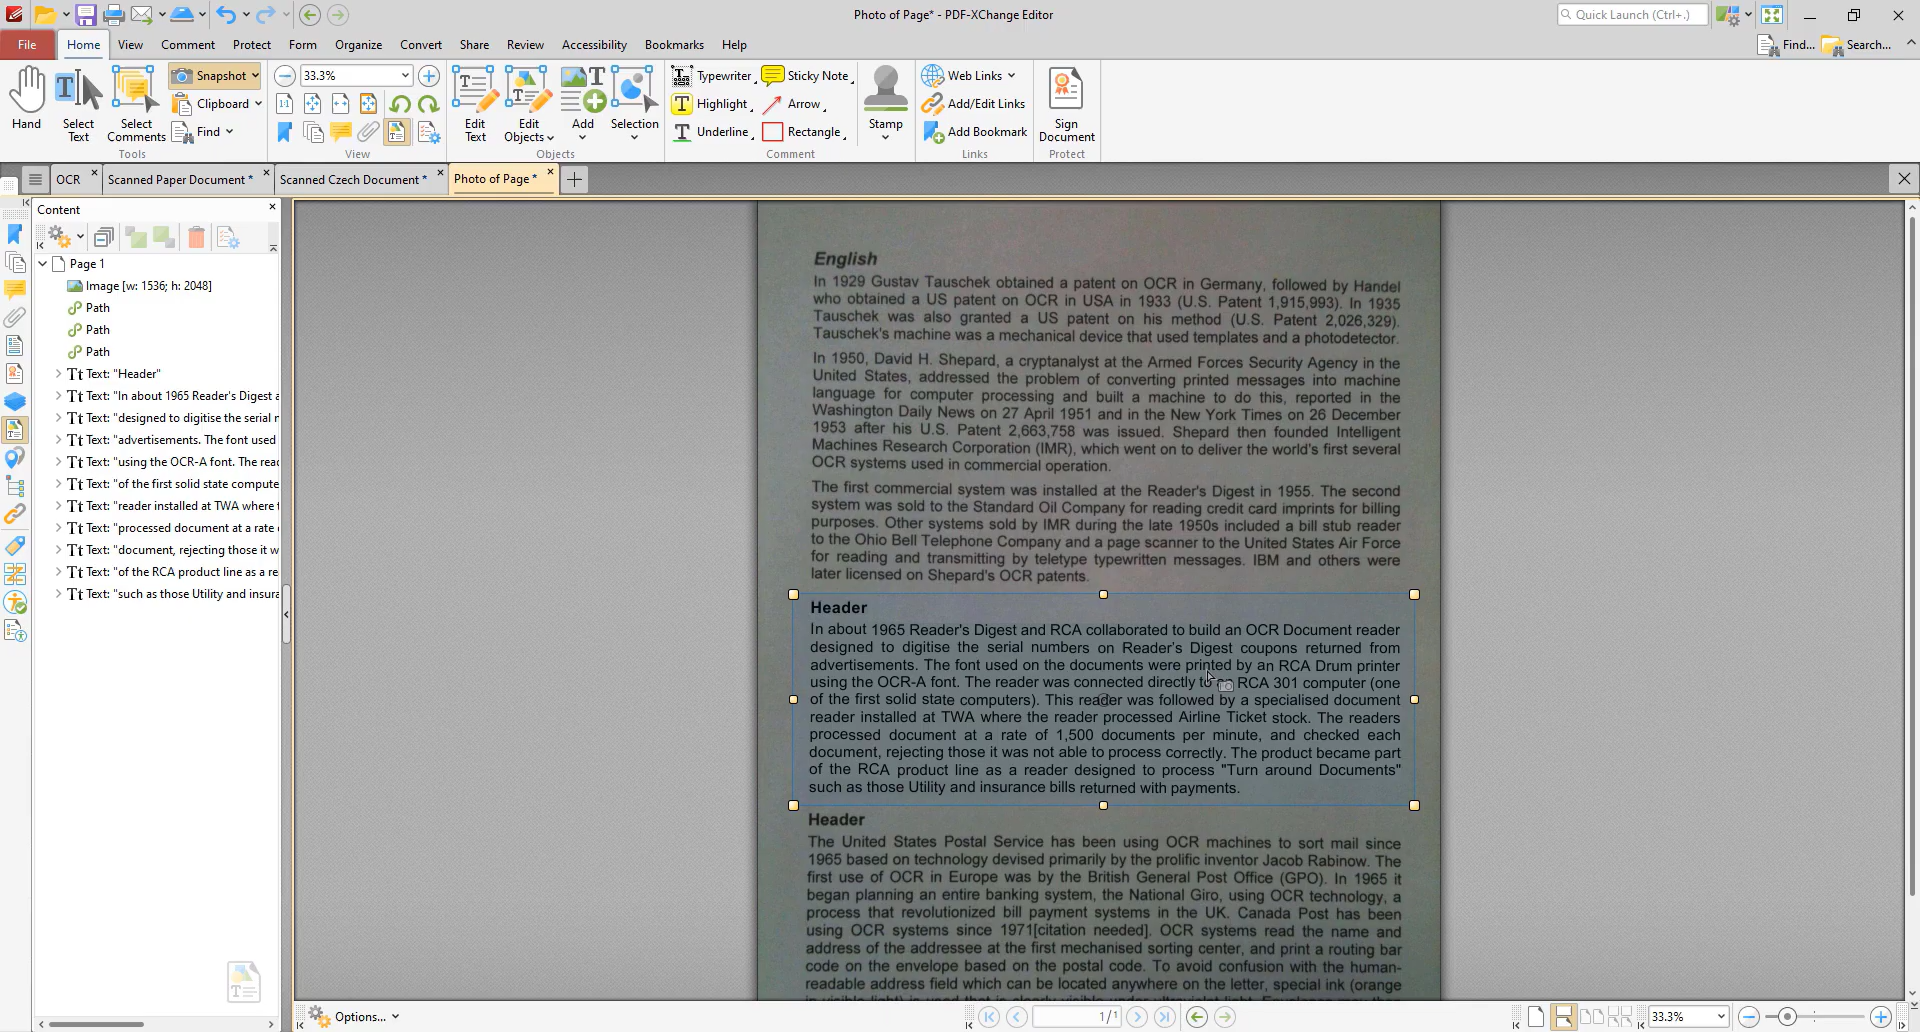 Photo of Page* - PDF-XChange Editor
Quick Launch (Ctrl+.)
File
Home
View
Comment
Protect
Form
Organize
Convert
Share
Review
Accessibility
Bookmarks
Help
Find...
Search...
Hand
Select Text
Select Comments
Snapshot
Clipboard
Find
Tools
33.3%
View
Edit Text
Edit Objects
Add
Selection
Objects
Typewriter
Highlight
Underline
Sticky Note
Arrow
Rectangle
Stamp
Comment
Web Links
Add/Edit Links
Add Bookmark
Links
Sign Document
Protect
OCR
Scanned Paper Document *
Scanned Czech Document *
Photo of Page *
Content
Page 1
Image [w: 1536; h: 2048]
Path
Path
Path
Text: "Header"
Text: "In about 1965 Reader's Digest a
Text: "designed to digitise the serial n
Text: "advertisements. The font used
Text: "using the OCR-A font. The read
Text: "of the first solid state compute
Text: "reader installed at TWA where t
Text: "processed document at a rate o
Text: "document, rejecting those it w
Text: "of the RCA product line as a re
Text: "such as those Utility and insura
English
In 1929 Gustav Tauschek obtained a patent on OCR in Germany, followed by Handel
who obtained a US patent on OCR in USA in 1933 (U.S. Patent 1,915,993). In 1935
Tauschek was also granted a US patent on his method (U.S. Patent 2,026,329).
Tauschek's machine was a mechanical device that used templates and a photodetector.
In 1950, David H. Shepard, a cryptanalyst at the Armed Forces Security Agency in the
United States, addressed the problem of converting printed messages into machine
language for computer processing and built a machine to do this, reported in the
Washington Daily News on 27 April 1951 and in the New York Times on 26 December
1953 after his U.S. Patent 2,663,758 was issued. Shepard then founded Intelligent
Machines Research Corporation (IMR), which went on to deliver the world's first several
OCR systems used in commercial operation.
The first commercial system was installed at the Reader's Digest in 1955. The second
system was sold to the Standard Oil Company for reading credit card imprints for billing
purposes. Other systems sold by IMR during the late 1950s included a bill stub reader
to the Ohio Bell Telephone Company and a page scanner to the United States Air Force
for reading and transmitting by teletype typewritten messages. IBM and others were
later licensed on Shepard's OCR patents.
Header
In about 1965 Reader's Digest and RCA collaborated to build an OCR Document reader
designed to digitise the serial numbers on Reader's Digest coupons returned from
advertisements. The font used on the documents were printed by an RCA Drum printer
using the OCR-A font. The reader was connected directly to RCA 301 computer (one
of the first solid state computers). This reader was followed by a specialised document
reader installed at TWA where the reader processed Airline Ticket stock. The readers
processed document at a rate of 1,500 documents per minute, and checked each
document, rejecting those it was not able to process correctly. The product became part
of the RCA product line as a reader designed to process "Turn around Documents"
such as those Utility and insurance bills returned with payments.
Header
The United States Postal Service has been using OCR machines to sort mail since
1965 based on technology devised primarily by the prolific inventor Jacob Rabinow. The
first use of OCR in Europe was by the British General Post Office (GPO). In 1965 it
began planning an entire banking system, the National Giro, using OCR technology, a
process that revolutionized bill payment systems in the UK. Canada Post has been
using OCR systems since 1971[citation needed]. OCR systems read the name and
address of the addressee at the first mechanised sorting center, and print a routing bar
code on the envelope based on the postal code. To avoid confusion with the human-
readable address field which can be located anywhere on the letter, special ink (orange
Options...
1/1
33.3%